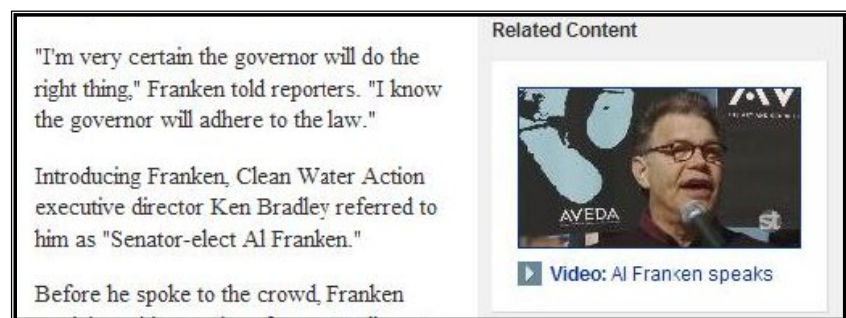 "I'm very certain the governor will do the
right thing," Franken told reporters. "I know
the governor will adhere to the law."
Introducing Franken, Clean Water Action
executive director Ken Bradley referred to
him as "Senator-elect Al Franken."
Before he spoke to the crowd, Franken
Related Content
AV
AVEDA
st
Video: Al Franken speaks